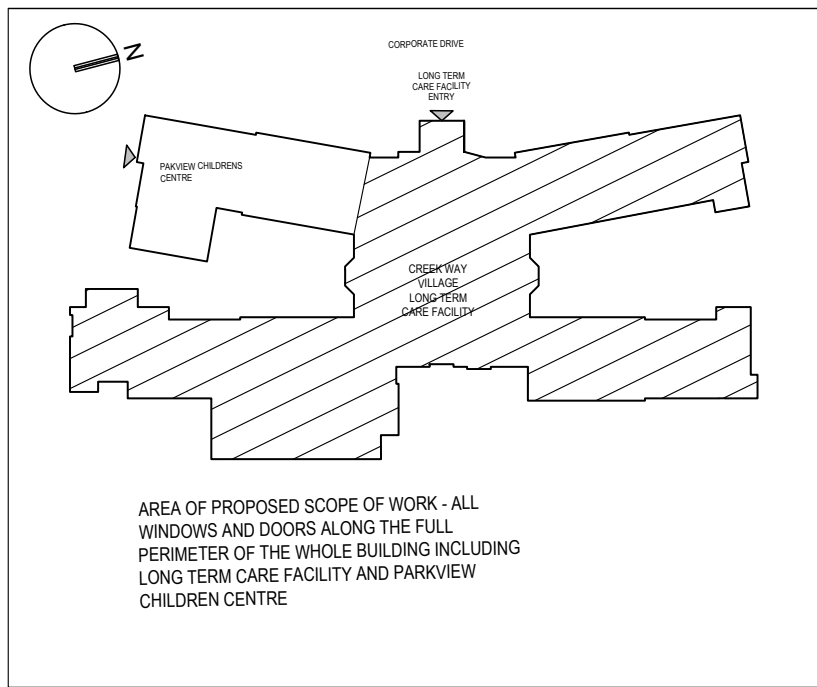 N
CORPORATE DRIVE
LONG TERM
CARE FACILITY
ENTRY
PAKVIEW CHILDRENS
CENTRE
CREEK WAY
VILLAGE
LONG TERM
CARE FACILITY
AREA OF PROPOSED SCOPE OF WORK - ALL
WINDOWS AND DOORS ALONG THE FULL
PERIMETER OF THE WHOLE BUILDING INCLUDING
LONG TERM CARE FACILITY AND PARKVIEW
CHILDREN CENTRE